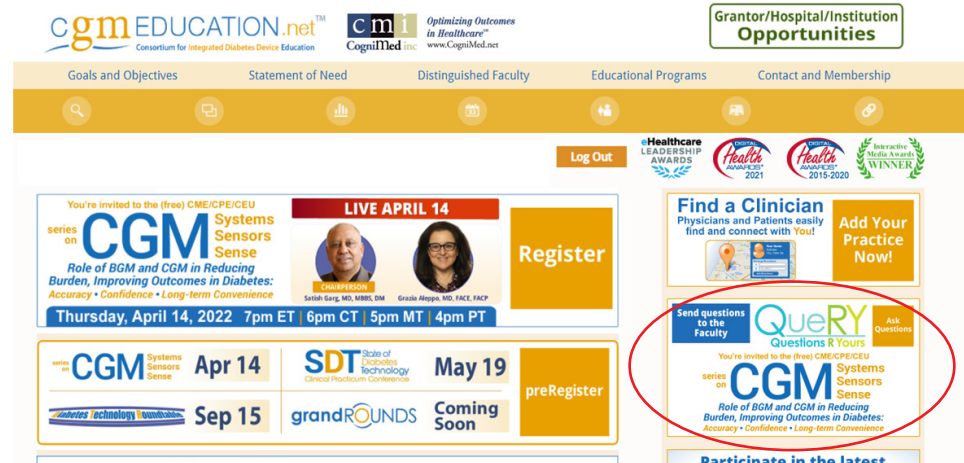 cgmEDUCATION.net™
Consortium for Integrated Diabetes Device Education
cmi
CogniMed inc
Optimizing Outcomes
in Healthcare™
www.CogniMed.net
Grantor/Hospital/Institution
Opportunities
Goals and Objectives
Statement of Need
Distinguished Faculty
Educational Programs
Contact and Membership
Log Out
eHealthcare
LEADERSHIP
AWARDS
DIGITAL
Health
AWARDS
2021
DIGITAL
Health
AWARDS
2015-2020
Interactive
Media Awards
WINNER
You're invited to the (free) CME/CPE/CEU
series
on
CGM
Systems
Sensors
Sense
Role of BGM and CGM in Reducing
Burden, Improving Outcomes in Diabetes:
Accuracy • Confidence • Long-term Convenience
LIVE APRIL 14
CHAIRPERSON
Satish Garg, MD, MBBS, DM
Grazia Aleppo, MD, FACE, FACP
Register
Thursday, April 14, 2022 7pm ET | 6pm CT | 5pm MT | 4pm PT
Find a Clinician
Physicians and Patients easily
find and connect with You!
Add Your
Practice
Now!
Send questions
to the
Faculty
QueRY
Questions R Yours
Ask
Questions
You're invited to the (free) CME/CPE/CEU
series
on
CGM
Systems
Sensors
Sense
Role of BGM and CGM in Reducing
Burden, Improving Outcomes in Diabetes:
Accuracy • Confidence • Long-term Convenience
series
on
CGM
Systems
Sensors
Sense
Apr 14
SDT
State of
Diabetes
Technology
Clinical Practicum Conference
May 19
preRegister
Diabetes Technology Roundtable
Sep 15
grandROUNDS
Coming
Soon
Participate in the latest